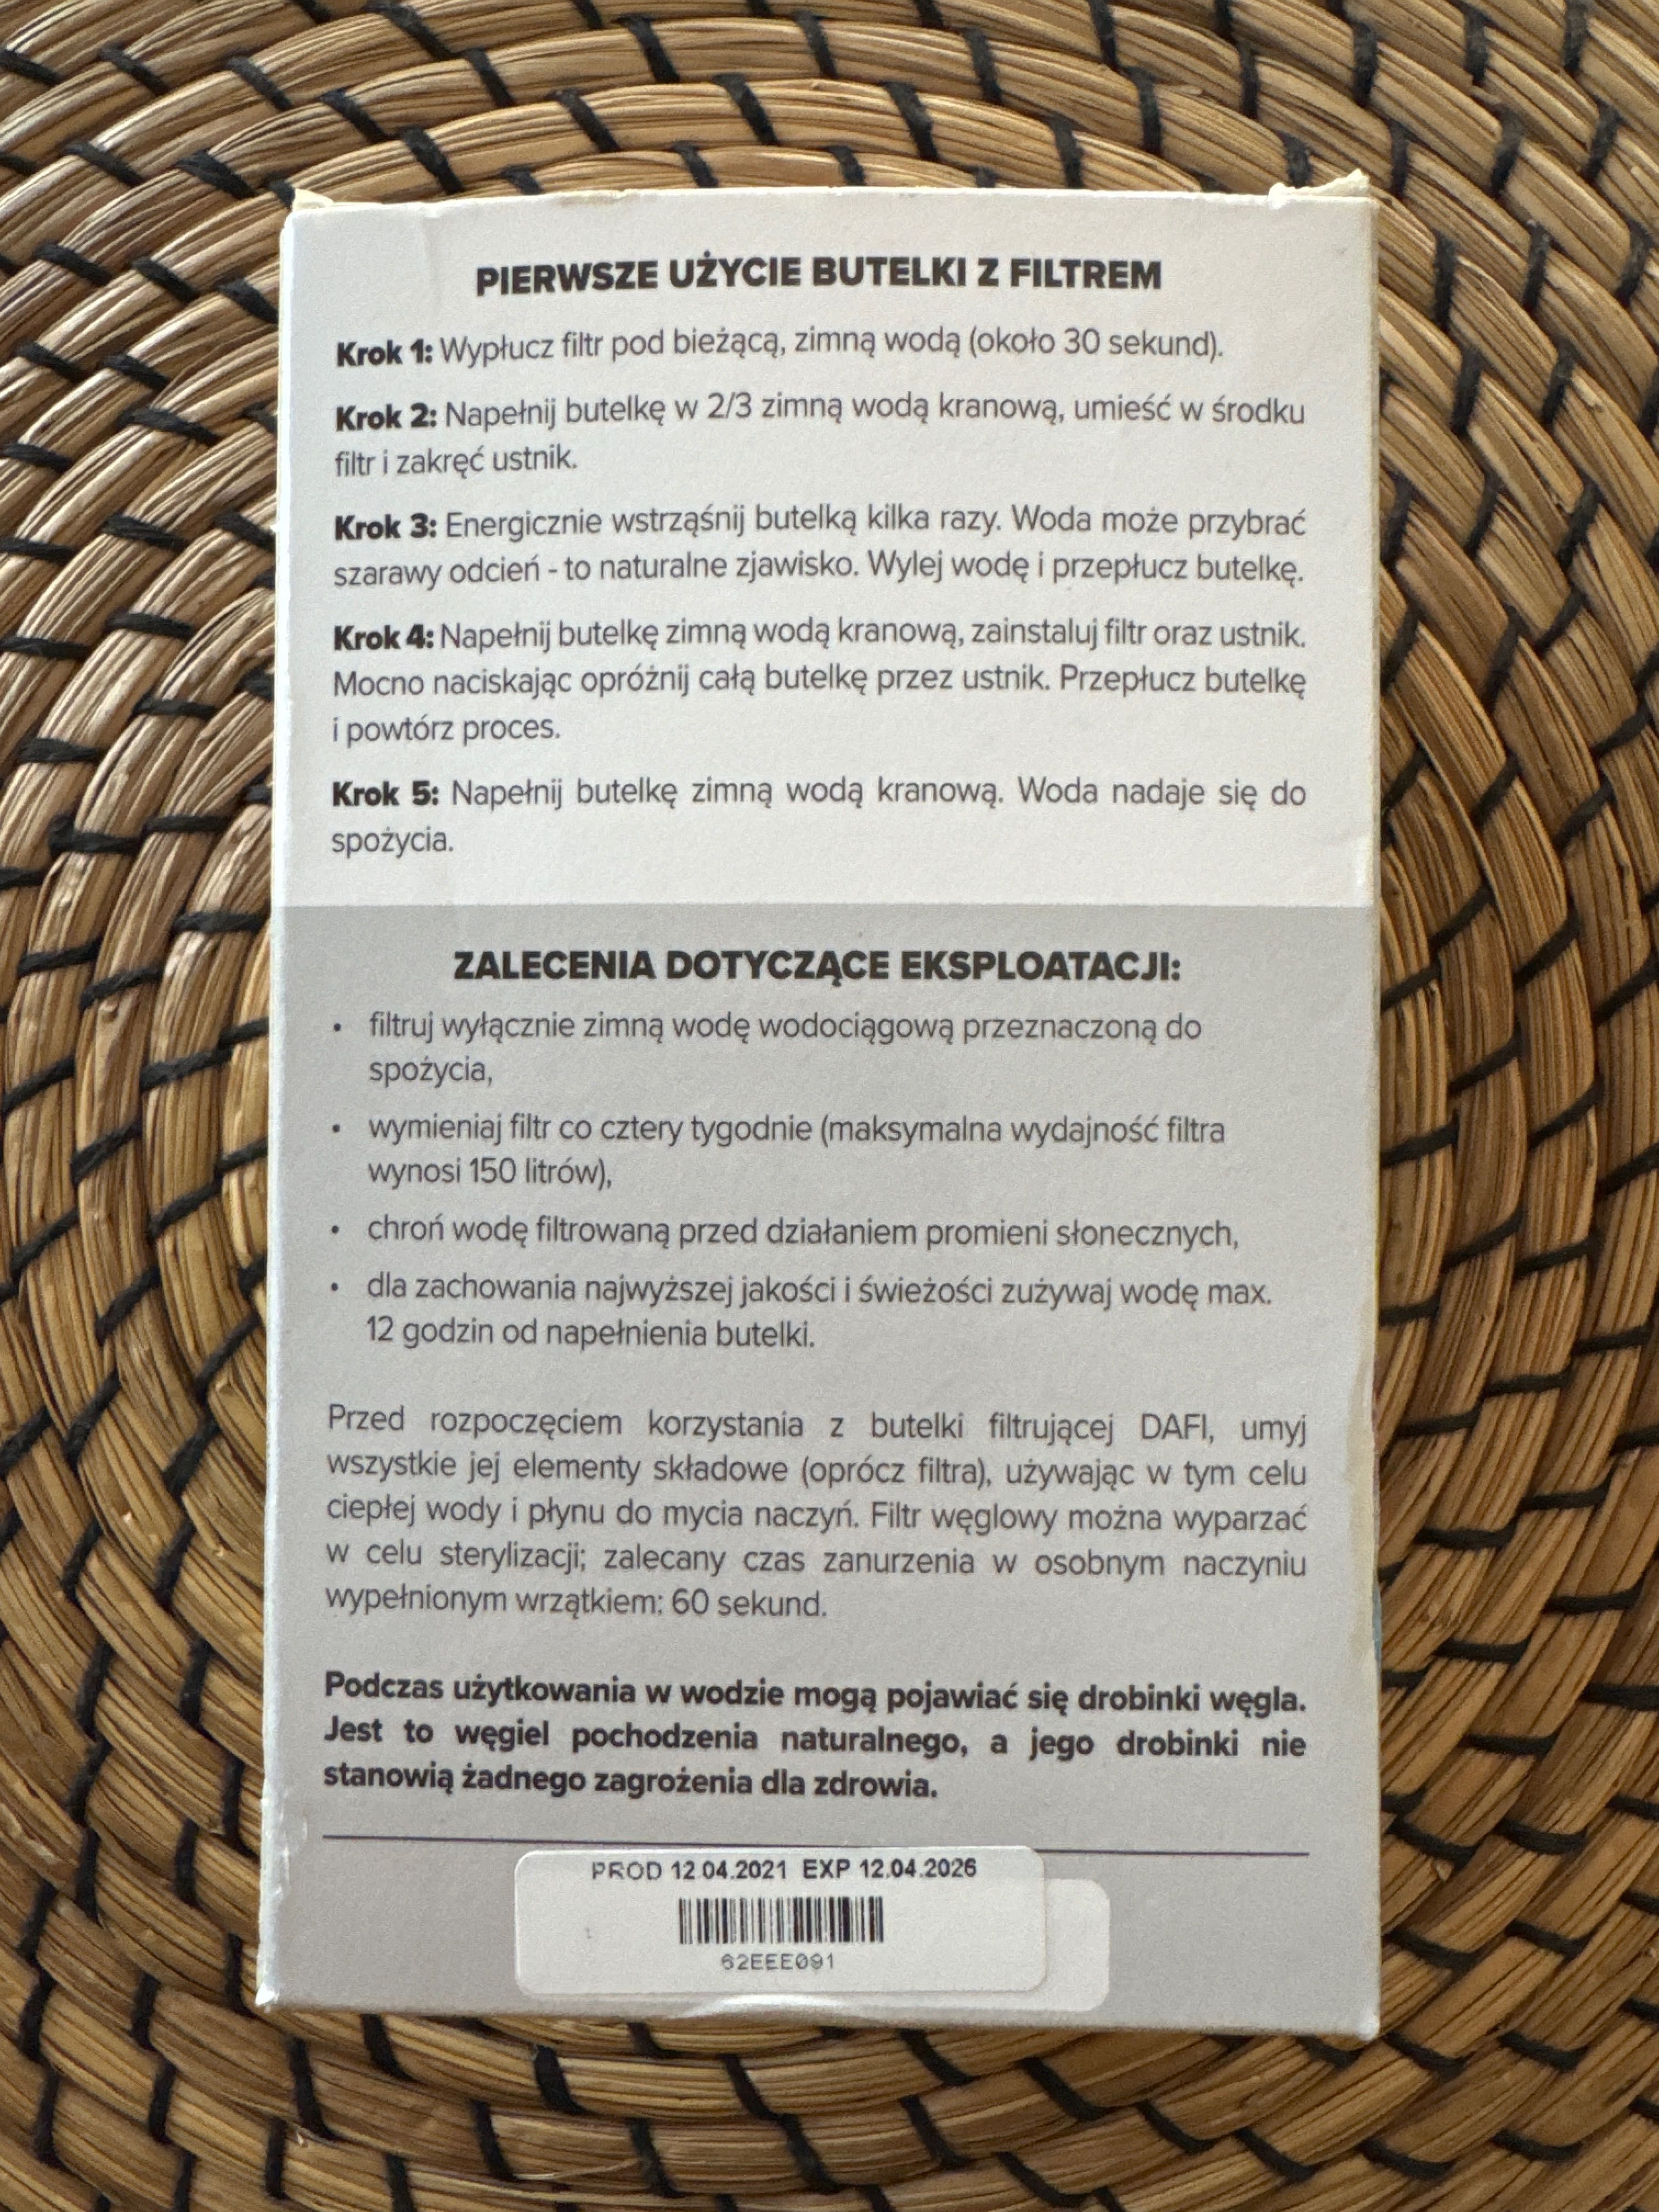 PIERWSZE UŻYCIE BUTELKI Z FILTREM
Krok 1: Wypłucz filtr pod bieżącą, zimną wodą (około 30 sekund).
Krok 2: Napełnij butelkę w 2/3 zimną wodą kranową, umieść w środku
filtr i zakręć ustnik.
Krok 3: Energicznie wstrząśnij butelką kilka razy. Woda może przybrać
szarawy odcień - to naturalne zjawisko. Wylej wodę i przepłucz butelkę.
Krok 4: Napełnij butelkę zimną wodą kranową, zainstaluj filtr oraz ustnik.
Mocno naciskając opróżnij całą butelkę przez ustnik. Przepłucz butelkę
i powtórz proces.
Krok 5: Napełnij butelkę zimną wodą kranową. Woda nadaje się do
spożycia.
ZALECENIA DOTYCZĄCE EKSPLOATACJI:
• filtruj wyłącznie zimną wodę wodociągową przeznaczoną do
spożycia,
• wymieniaj filtr co cztery tygodnie (maksymalna wydajność filtra
wynosi 150 litrów),
• chroń wodę filtrowaną przed działaniem promieni słonecznych,
• dla zachowania najwyższej jakości i świeżości zużywaj wodę max.
12 godzin od napełnienia butelki.
Przed rozpoczęciem korzystania z butelki filtrującej DAFI, umyj
wszystkie jej elementy składowe (oprócz filtra), używając w tym celu
ciepłej wody i płynu do mycia naczyń. Filtr węglowy można wyparzać
w celu sterylizacji; zalecany czas zanurzenia w osobnym naczyniu
wypełnionym wrzątkiem: 60 sekund.
Podczas użytkowania w wodzie mogą pojawiać się drobinki węgla.
Jest to węgiel pochodzenia naturalnego, a jego drobinki nie
stanowią żadnego zagrożenia dla zdrowia.
PROD 12.04.2021 EXP 12.04.2026
62EEE091